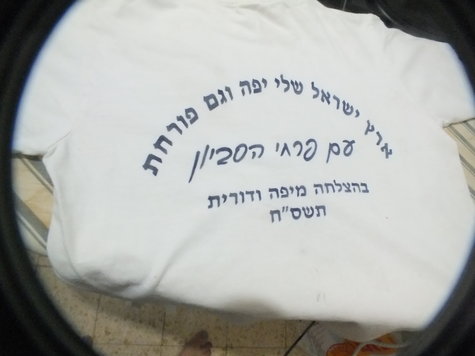 ארץ ישראל שלי יפה וגם פורחת
עם פרחי הסביון
בהצלחה מיפה ודורית
תשס"ח